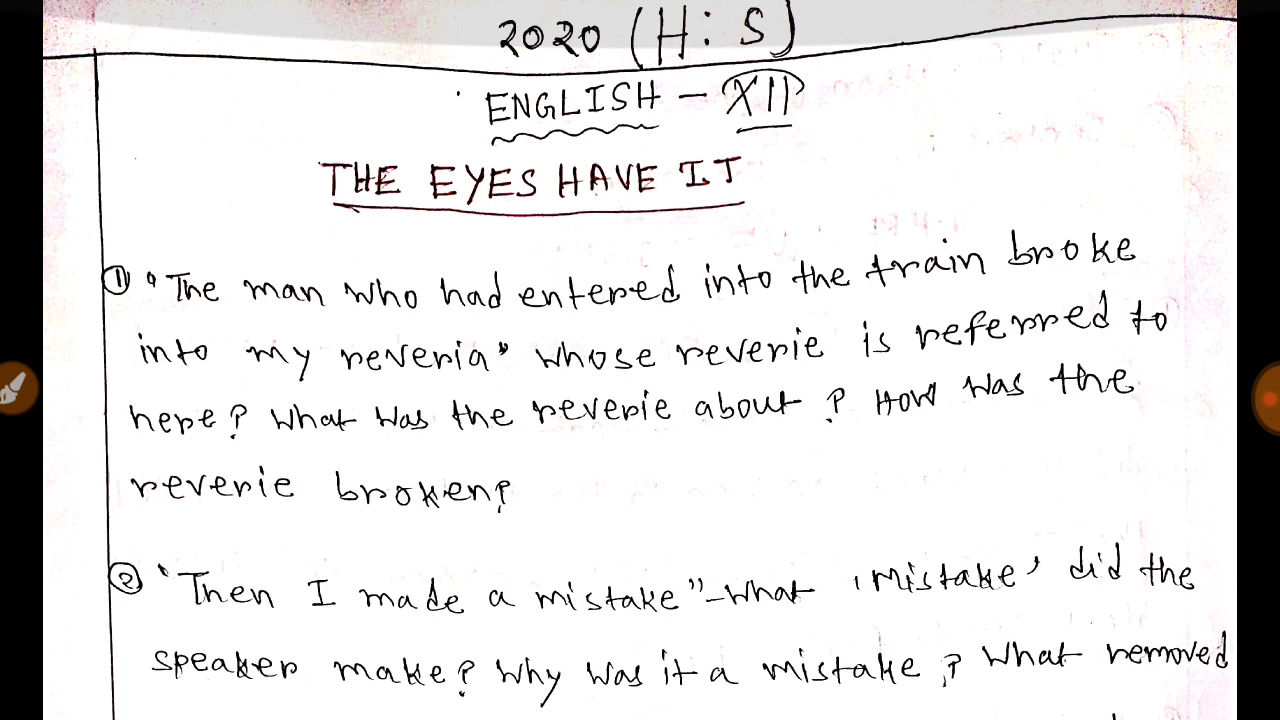 2020 (H: S)
ENGLISH - XII
THE EYES HAVE IT
① "The man who had entered into the train broke
into my reveria" whose reverie is referred to
here? What was the reverie about? How was the
reverie broken?
② 'Then I made a mistake" - what 'mistake' did the
speaker make? Why was it a mistake? What removed